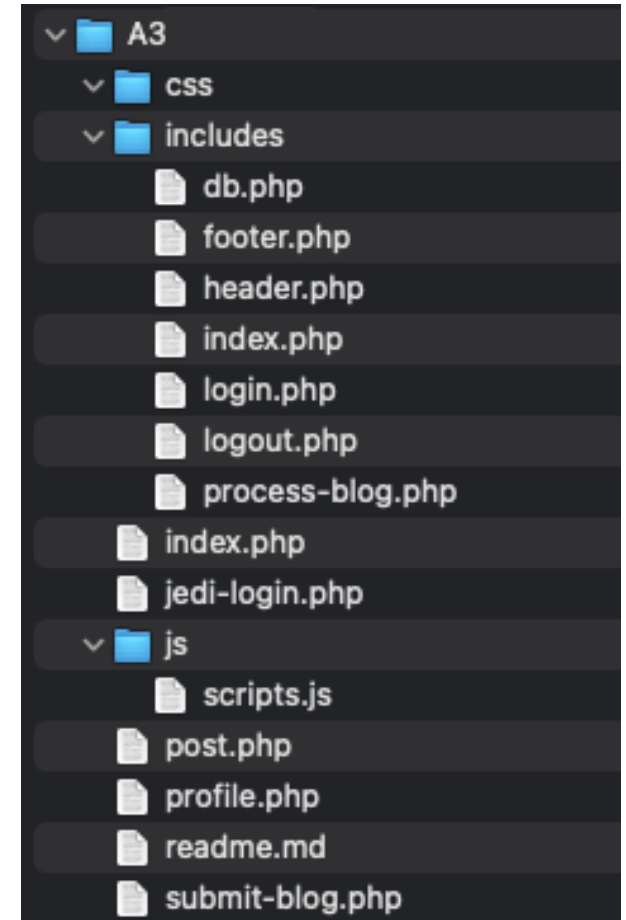 A3
css
includes
db.php
footer.php
header.php
index.php
login.php
logout.php
process-blog.php
index.php
jedi-login.php
js
scripts.js
post.php
profile.php
readme.md
submit-blog.php